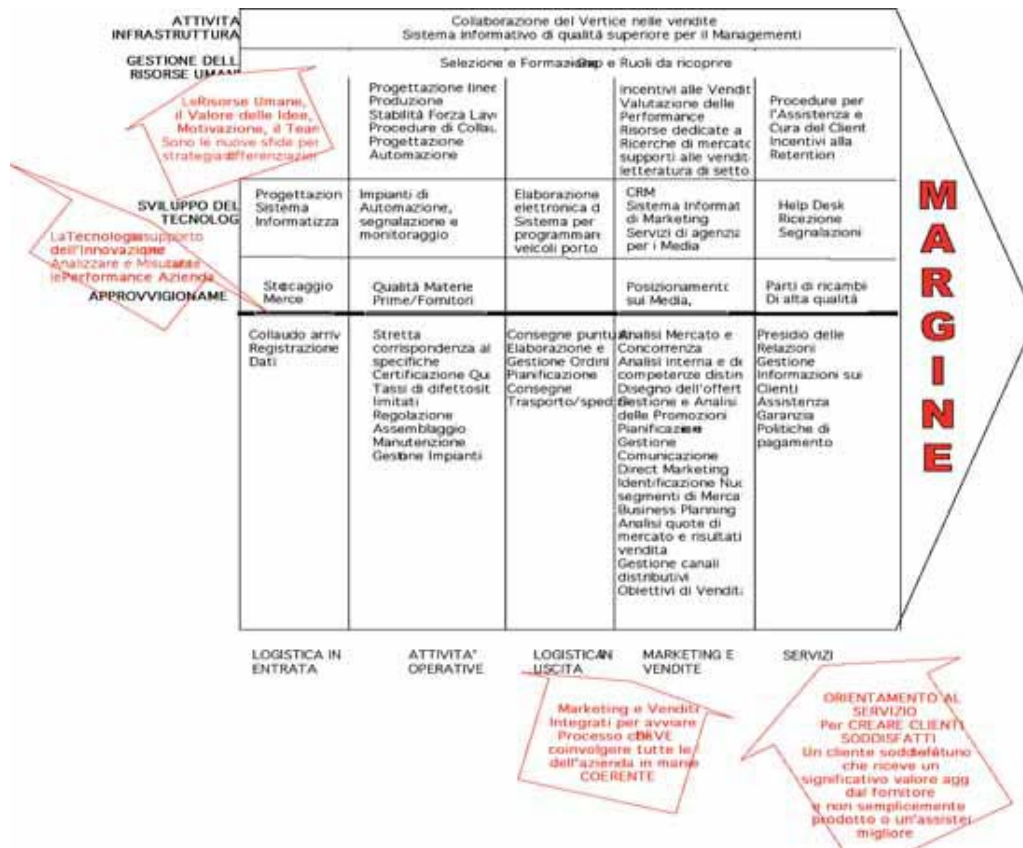 ATTIVITA
INFRASTRUTTURA
Collaborazione del Vertice nelle vendite
Sistema informativo di qualità superiore per il Managementi
GESTIONE DELL
RISORSE UMANI
Selezione e Formazione Gap e Ruoli da ricoprire
Progettazione linee
Produzione
Stabilità Forza Lav
Procedure di Collau
Progettazione
Automazione
Incentivi alle Vendit
Valutazione delle
Performance
Risorse dedicate a
Ricerche di mercato
supporti alle vendit
letteratura di setto
Procedure per
l'Assistenza e
Cura del Client
Incentivi alla
Retention
Le Risorse Umane,
il Valore delle Idee,
Motivazione, il Tear
Sono le nuove sfide per
strategia differenziazion
SVILUPPO DEL
TECNOLOG
Progettazion
Sistema
Informatizza
Impianti di
Automazione,
segnalazione e
monitoraggio
Elaborazione
elettronica d
Sistema per
programmare
veicoli porto
CRM
Sistema Informat
di Marketing
Servizi di agenzia
per i Media
Help Desk
Ricezione
Segnalazioni
La Tecnologia supporto
dell'Innovazione
Analizzare e Misurare
le Performance Azienda
APPROVVIGIONAME
Stoccaggio
Merce
Qualità Materie
Prime/Fornitori
Posizionamento
sui Media,
Parti di ricambi
Di alta qualità
Collaudo arriv
Registrazione
Dati
Stretta
corrispondenza al
specifiche
Certificazione Qu
Tassi di difettosit
limitati
Regolazione
Assemblaggio
Manutenzione
Gestione Impianti
Consegne puntu
Elaborazione e
Gestione Ordini
Pianificazione
Consegne
Trasporto/spedi
Analisi Mercato e
Concorrenza
Analisi interna e de
competenze distin
Disegno dell'offert
Gestione e Analisi
delle Promozioni
Pianificazione
Gestione
Comunicazione
Direct Marketing
Identificazione Nuo
segmenti di Merca
Business Planning
Analisi quote di
mercato e risultati
vendita
Gestione canali
distributivi
Obiettivi di Vendit
Presidio delle
Relazioni
Gestione
Informazioni sui
Clienti
Assistenza
Garanzia
Politiche di
pagamento
MARGINE
LOGISTICA IN
ENTRATA
ATTIVITA'
OPERATIVE
LOGISTICA IN
USCITA
MARKETING E
VENDITE
SERVIZI
Marketing e Venditi
Integrati per avviare
Processo che DEVE
coinvolgere tutte le
dell'azienda in manie
COERENTE
ORIENTAMENTO AL
SERVIZIO
Per CREARE CLIENTI
SODDISFATTI
Un cliente soddisfatto uno
che riceve un
significativo valore agg
dal fornitore
e non semplicemente
prodotto o un'assister
migliore